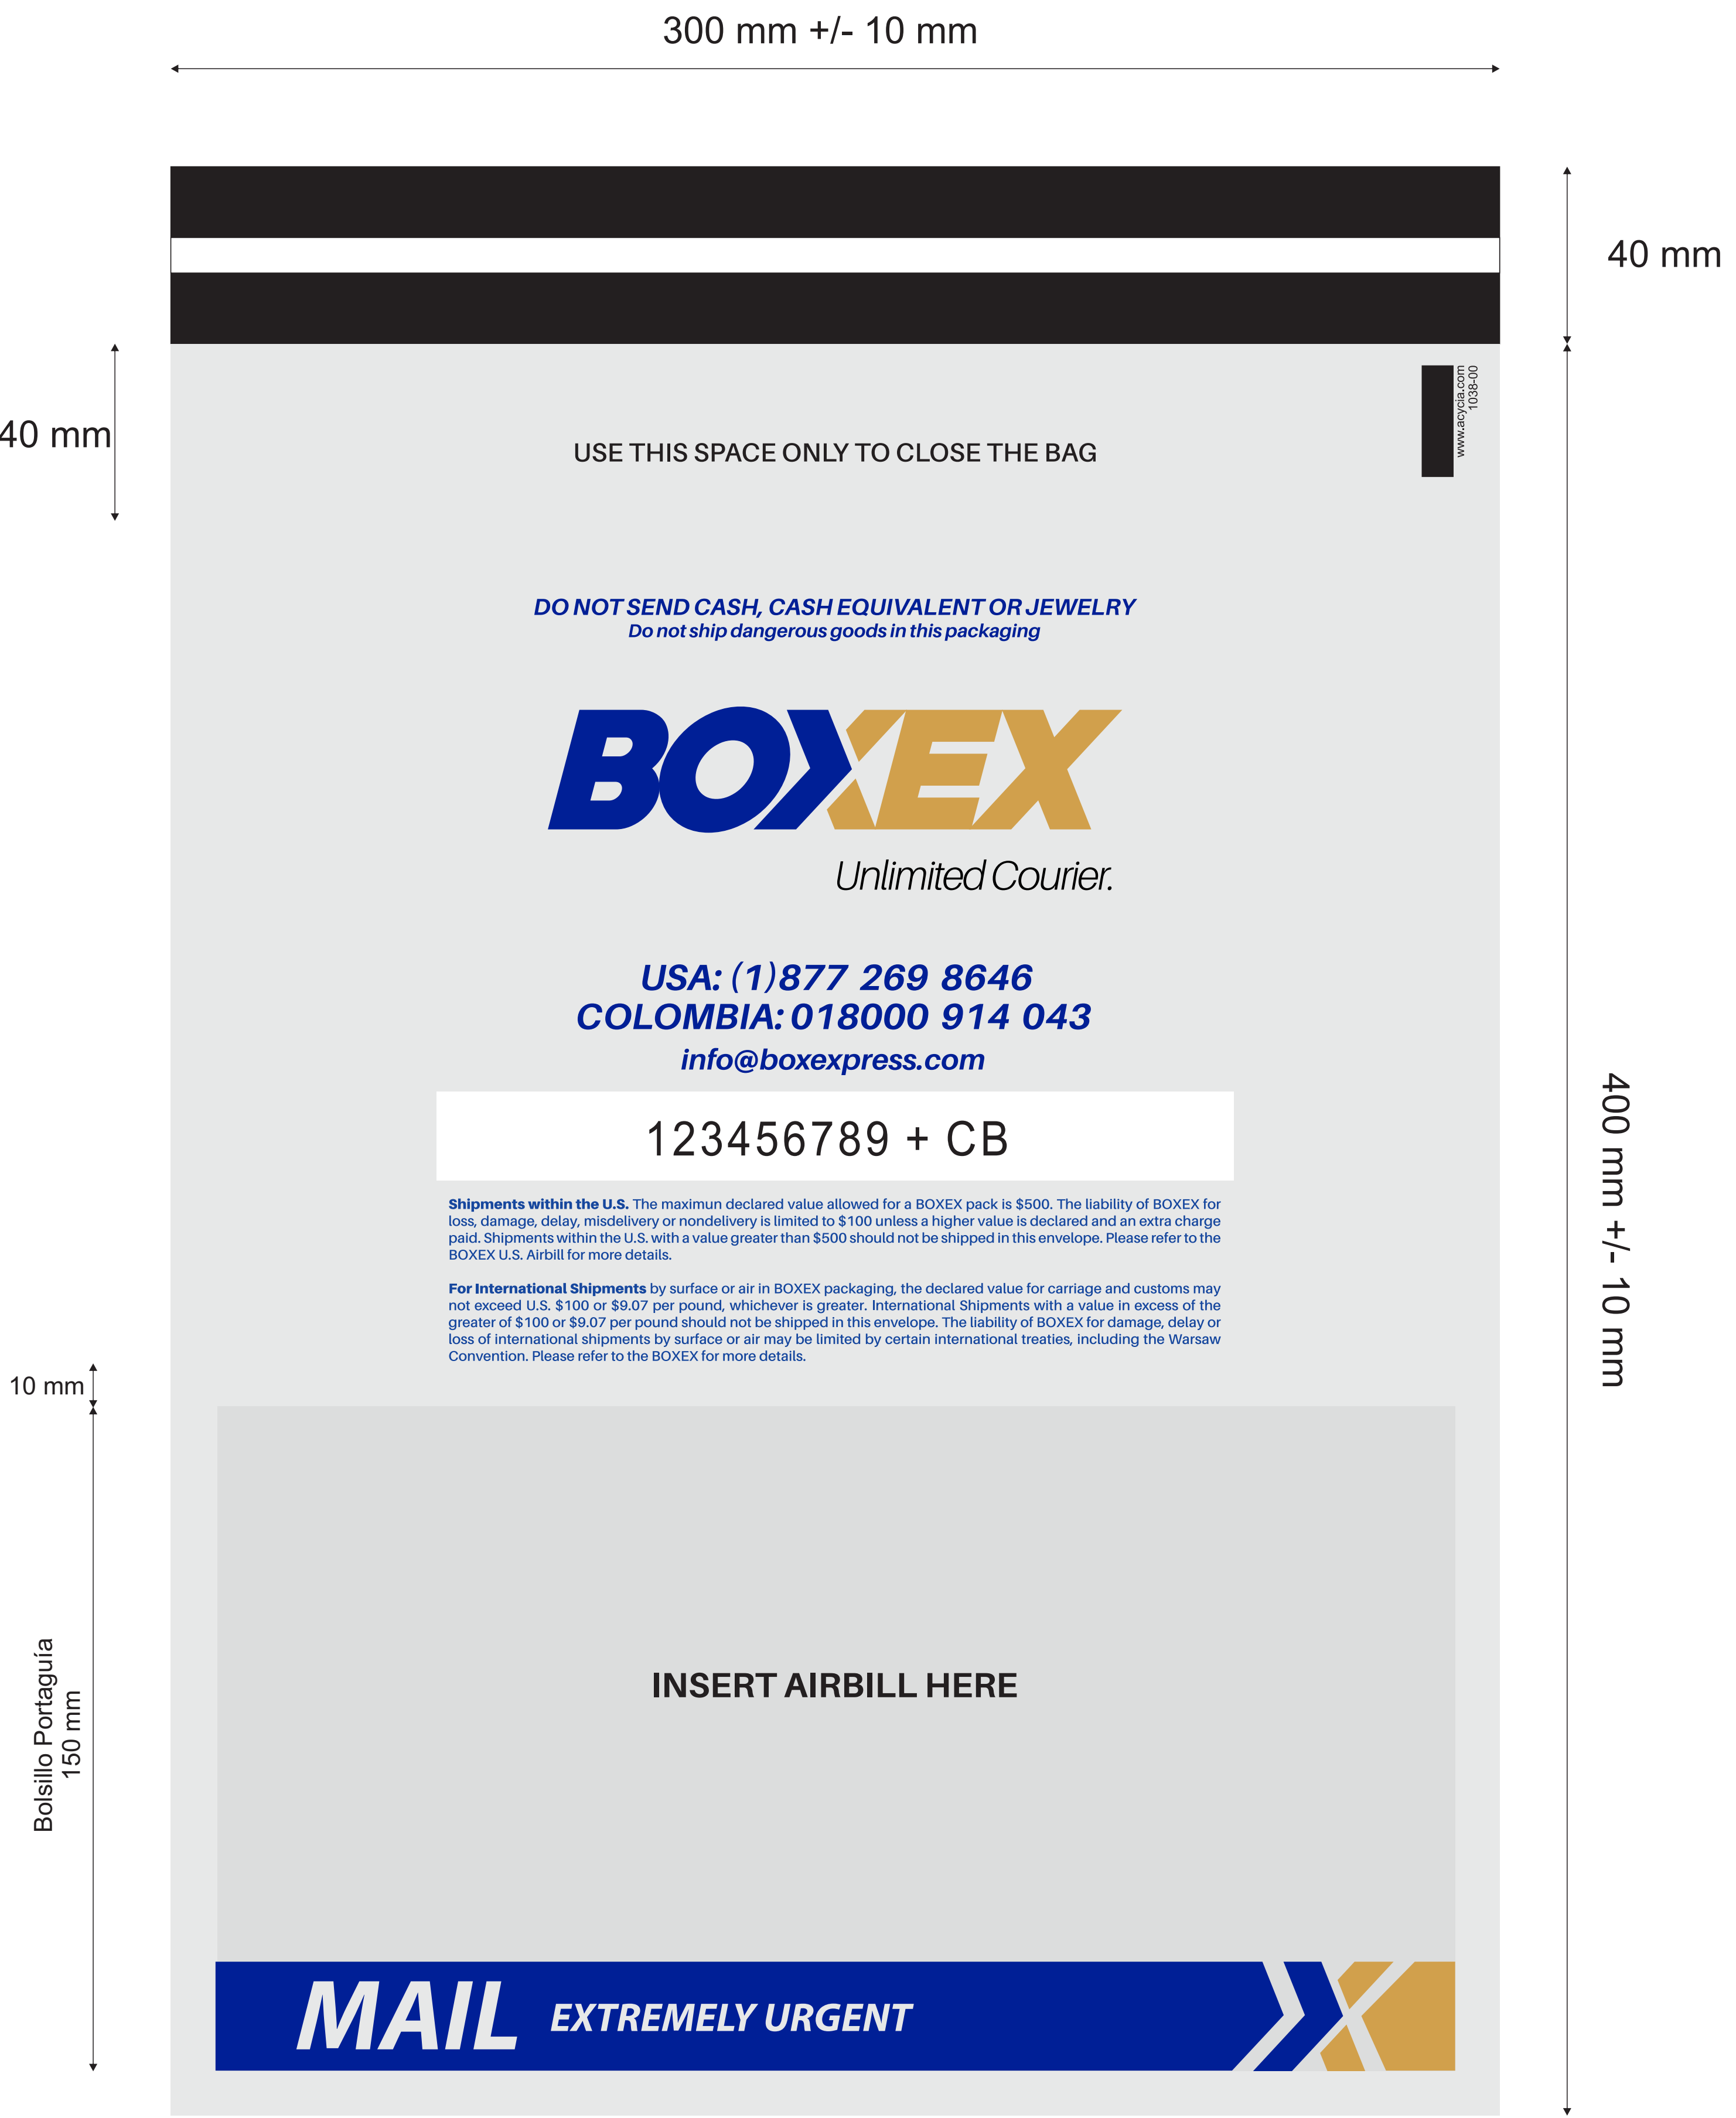 300 mm +/- 10 mm
40 mm
40 mm
www.acycia.com
1038-00
USE THIS SPACE ONLY TO CLOSE THE BAG
DO NOT SEND CASH, CASH EQUIVALENT OR JEWELRY
Do not ship dangerous goods in this packaging
BOXEX
Unlimited Courier.
USA: (1)877 269 8646
COLOMBIA: 018000 914 043
info@boxexpress.com
123456789 + CB
400 mm +/- 10 mm
Shipments within the U.S. The maximun declared value allowed for a BOXEX pack is $500. The liability of BOXEX for
loss, damage, delay, misdelivery or nondelivery is limited to $100 unless a higher value is declared and an extra charge
paid. Shipments within the U.S. with a value greater than $500 should not be shipped in this envelope. Please refer to the
BOXEX U.S. Airbill for more details.
For International Shipments by surface or air in BOXEX packaging, the declared value for carriage and customs may
not exceed U.S. $100 or $9.07 per pound, whichever is greater. International Shipments with a value in excess of the
greater of $100 or $9.07 per pound should not be shipped in this envelope. The liability of BOXEX for damage, delay or
loss of international shipments by surface or air may be limited by certain international treaties, including the Warsaw
Convention. Please refer to the BOXEX for more details.
10 mm
Bolsillo Portaguía
150 mm
INSERT AIRBILL HERE
MAIL EXTREMELY URGENT